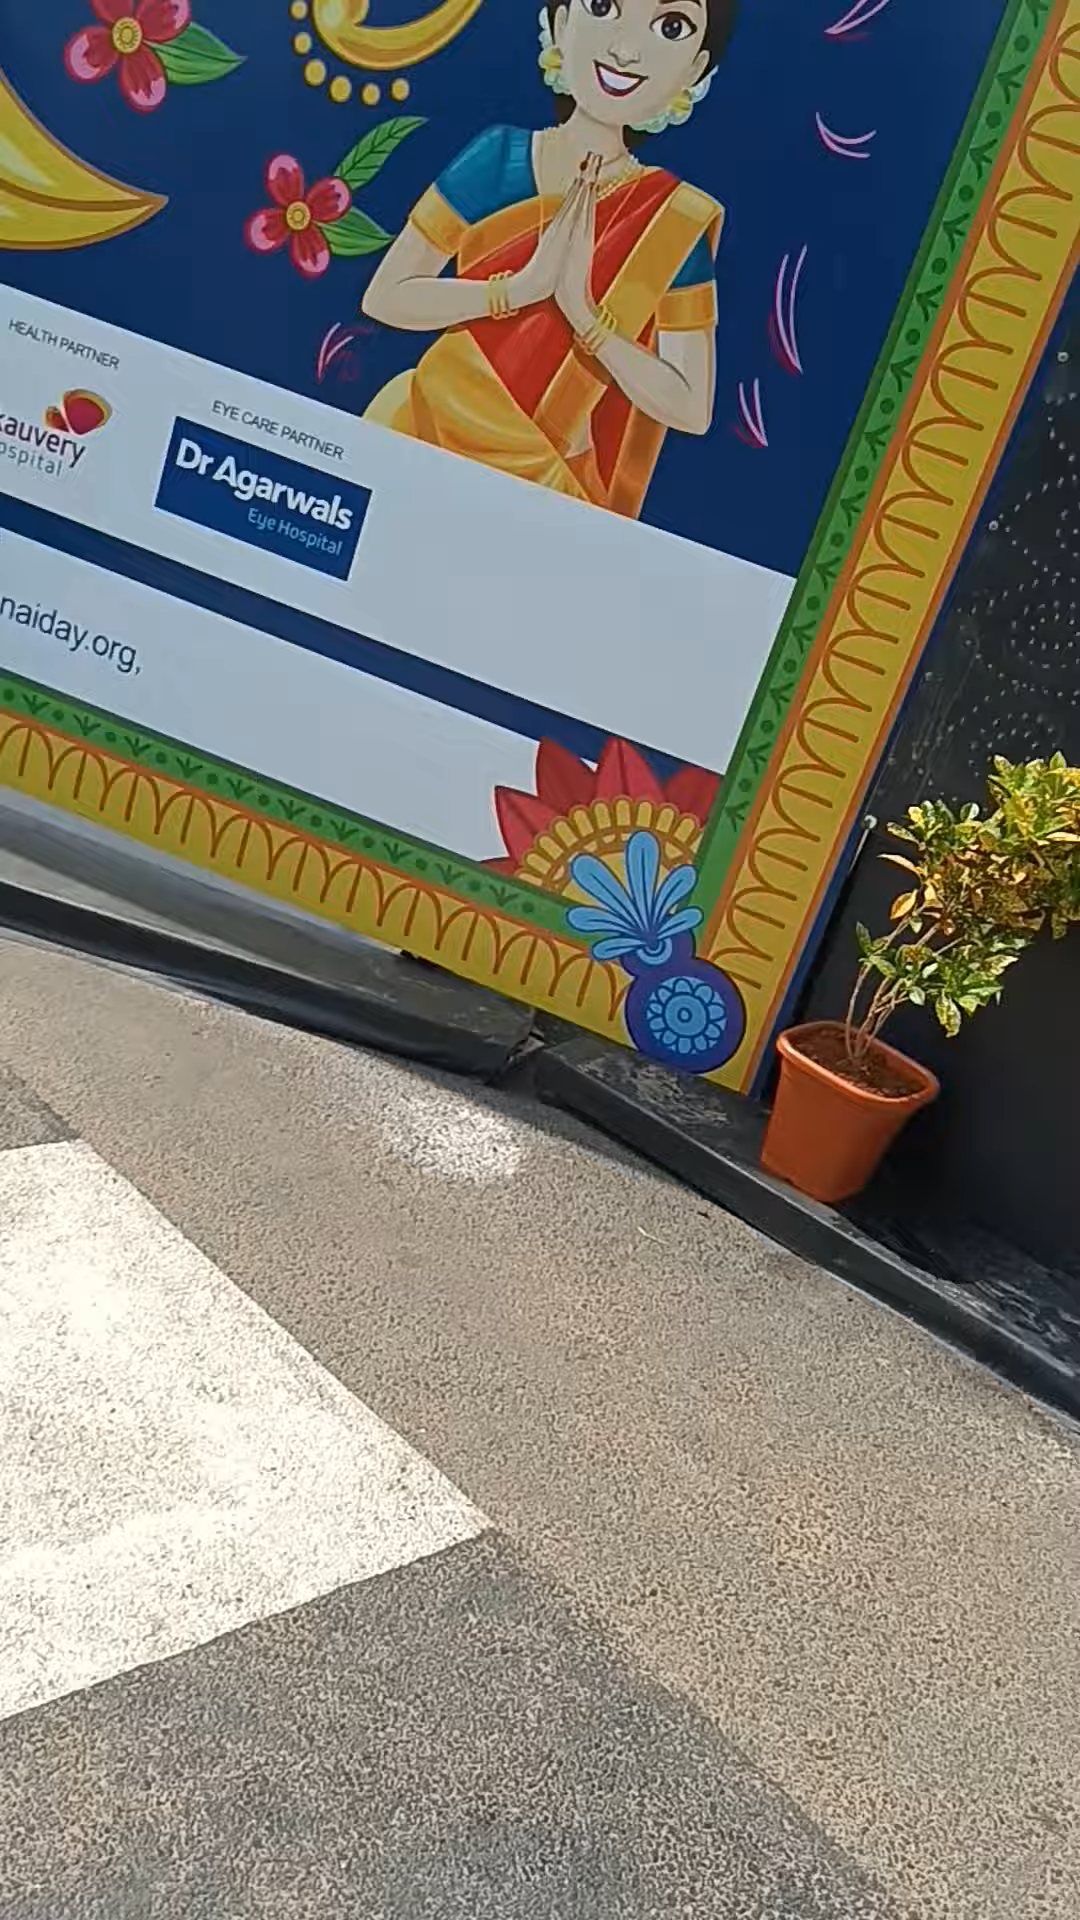 HEALTH PARTNER
kauvery
ospital
EYE CARE PARTNER
Dr Agarwals
Eye Hospital
naiday.org,